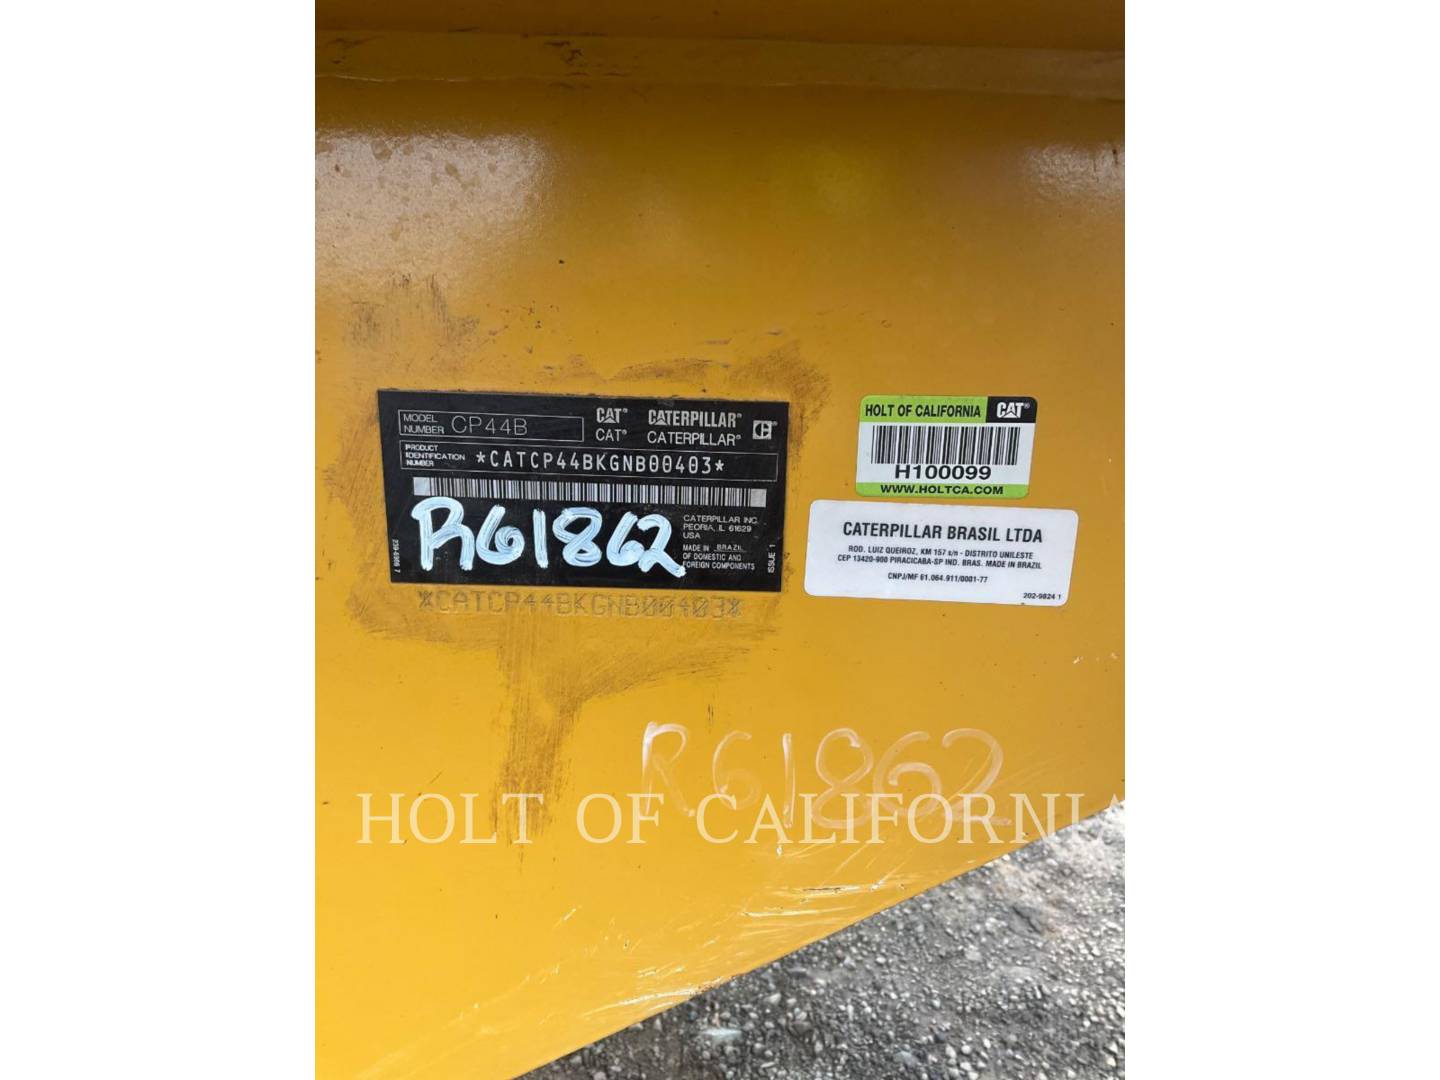 MODEL NUMBER CP44B
CAT® CATERPILLAR®
CAT® CATERPILLAR®
PRODUCT IDENTIFICATION NUMBER *CATCP44BKGNB00403*
R61862
CATERPILLAR INC.
PEORIA, IL 61629
USA
MADE IN BRAZIL
OF DOMESTIC AND
FOREIGN COMPONENTS
ISSUE 1
*CATCP44BKGNB00403*
HOLT OF CALIFORNIA CAT®
H100099
WWW.HOLTCA.COM
CATERPILLAR BRASIL LTDA
ROD. LUIZ QUEIROZ, KM 157 s/n - DISTRITO UNILESTE
CEP 13420-900 PIRACICABA-SP IND. BRAS. MADE IN BRAZIL
CNPJ/MF 61.064.911/0001-77
202-9824 1
R61862
HOLT OF CALIFORNIA